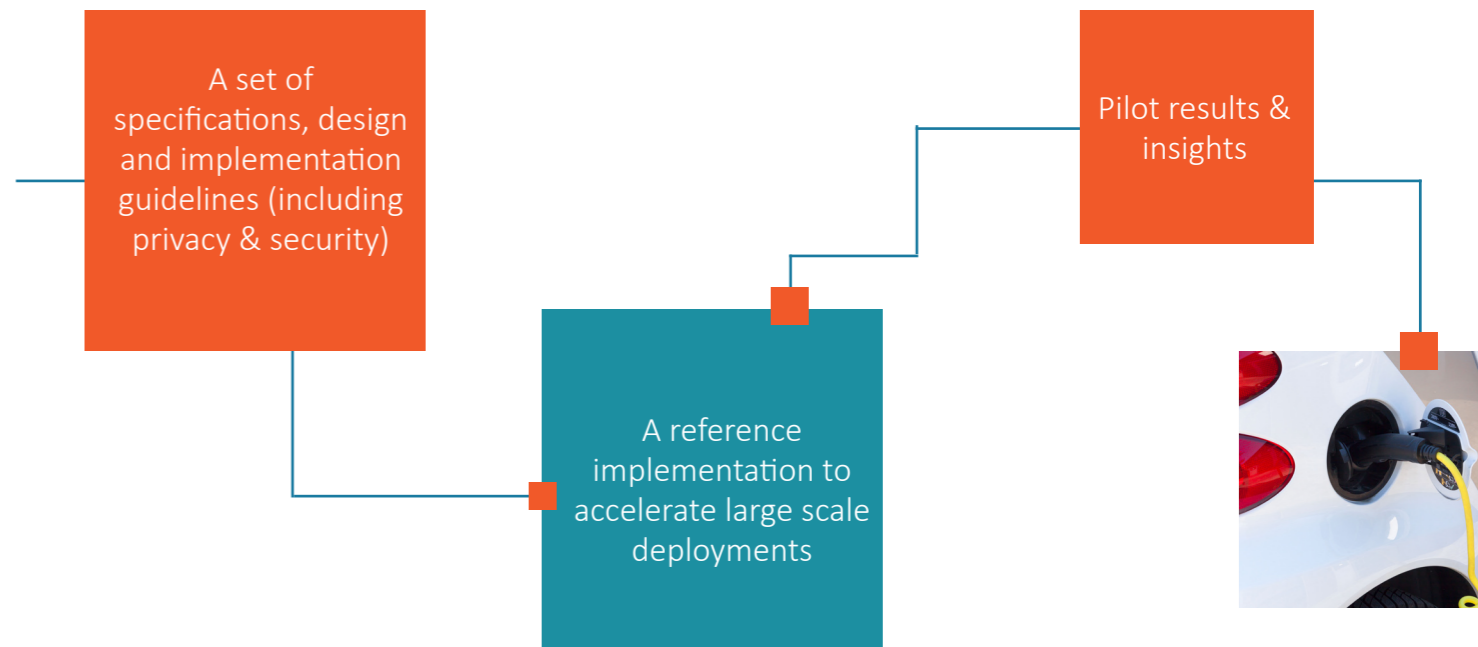 A set of
specifications, design
and implementation
guidelines (including
privacy & security)
A reference
implementation to
accelerate large scale
deployments
Pilot results &
insights